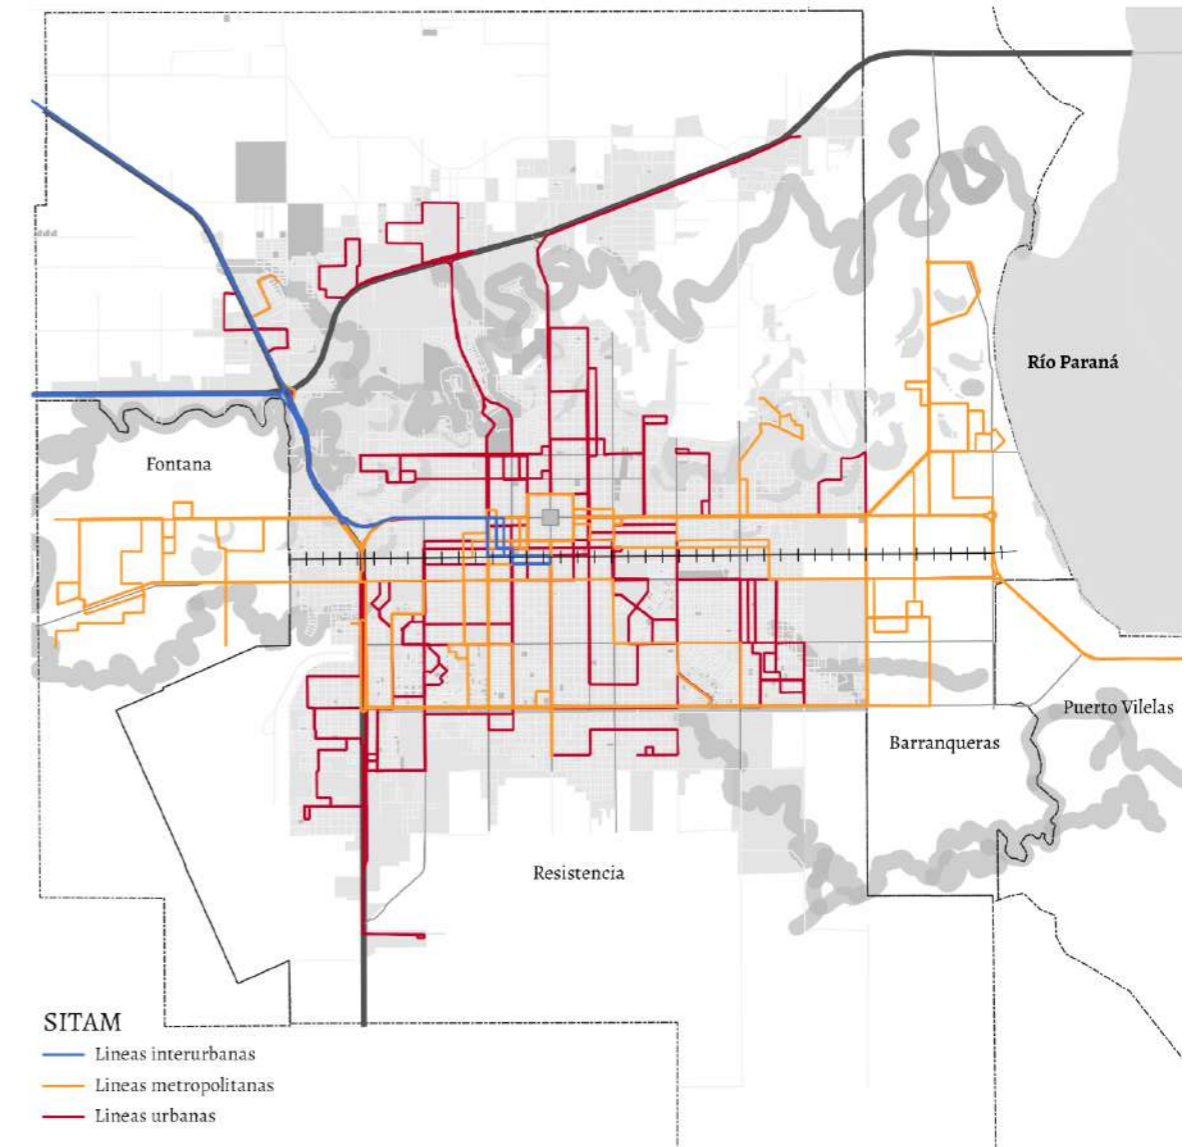 Río Paraná
Fontana
Puerto Vilelas
Barranqueras
Resistencia
SITAM
Lineas interurbanas
Lineas metropolitanas
Lineas urbanas